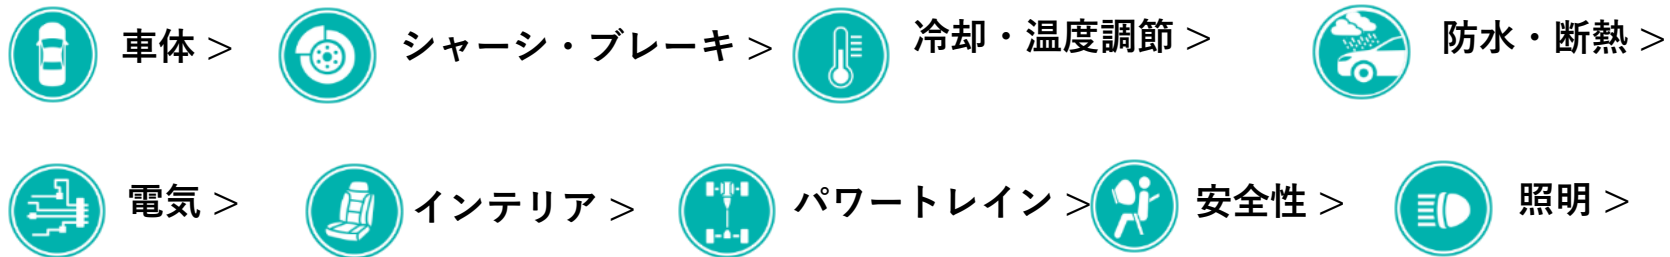 車体 > シャーシ・ブレーキ > 冷却・温度調節 > 防水・断熱 >
電気 > インテリア > パワートレイン > 安全性 > 照明 >